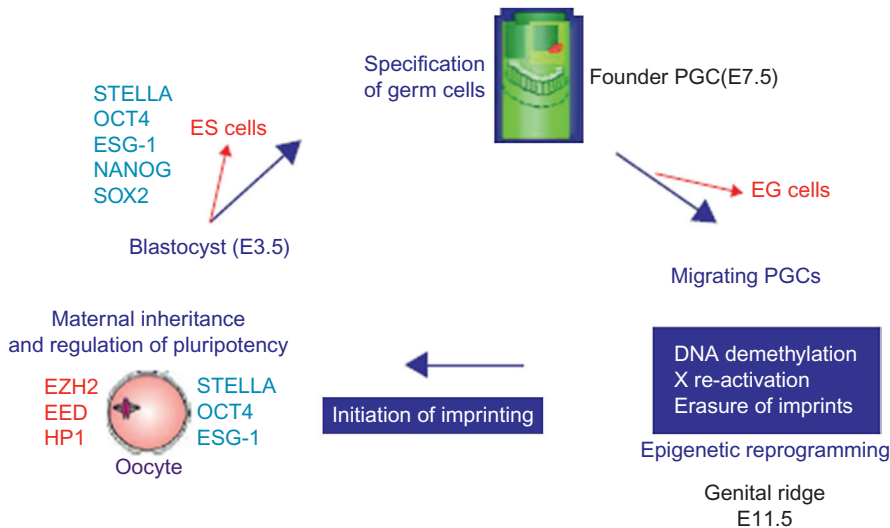 Specification
of germ cells
Founder PGC(E7.5)
STELLA
OCT4
ESG-1
NANOG
SOX2
ES cells
EG cells
Blastocyst (E3.5)
Migrating PGCs
Maternal inheritance
and regulation of pluripotency
EZH2
EED
HP1
STELLA
OCT4
ESG-1
Oocyte
Initiation of imprinting
DNA demethylation
X re-activation
Erasure of imprints
Epigenetic reprogramming
Genital ridge
E11.5